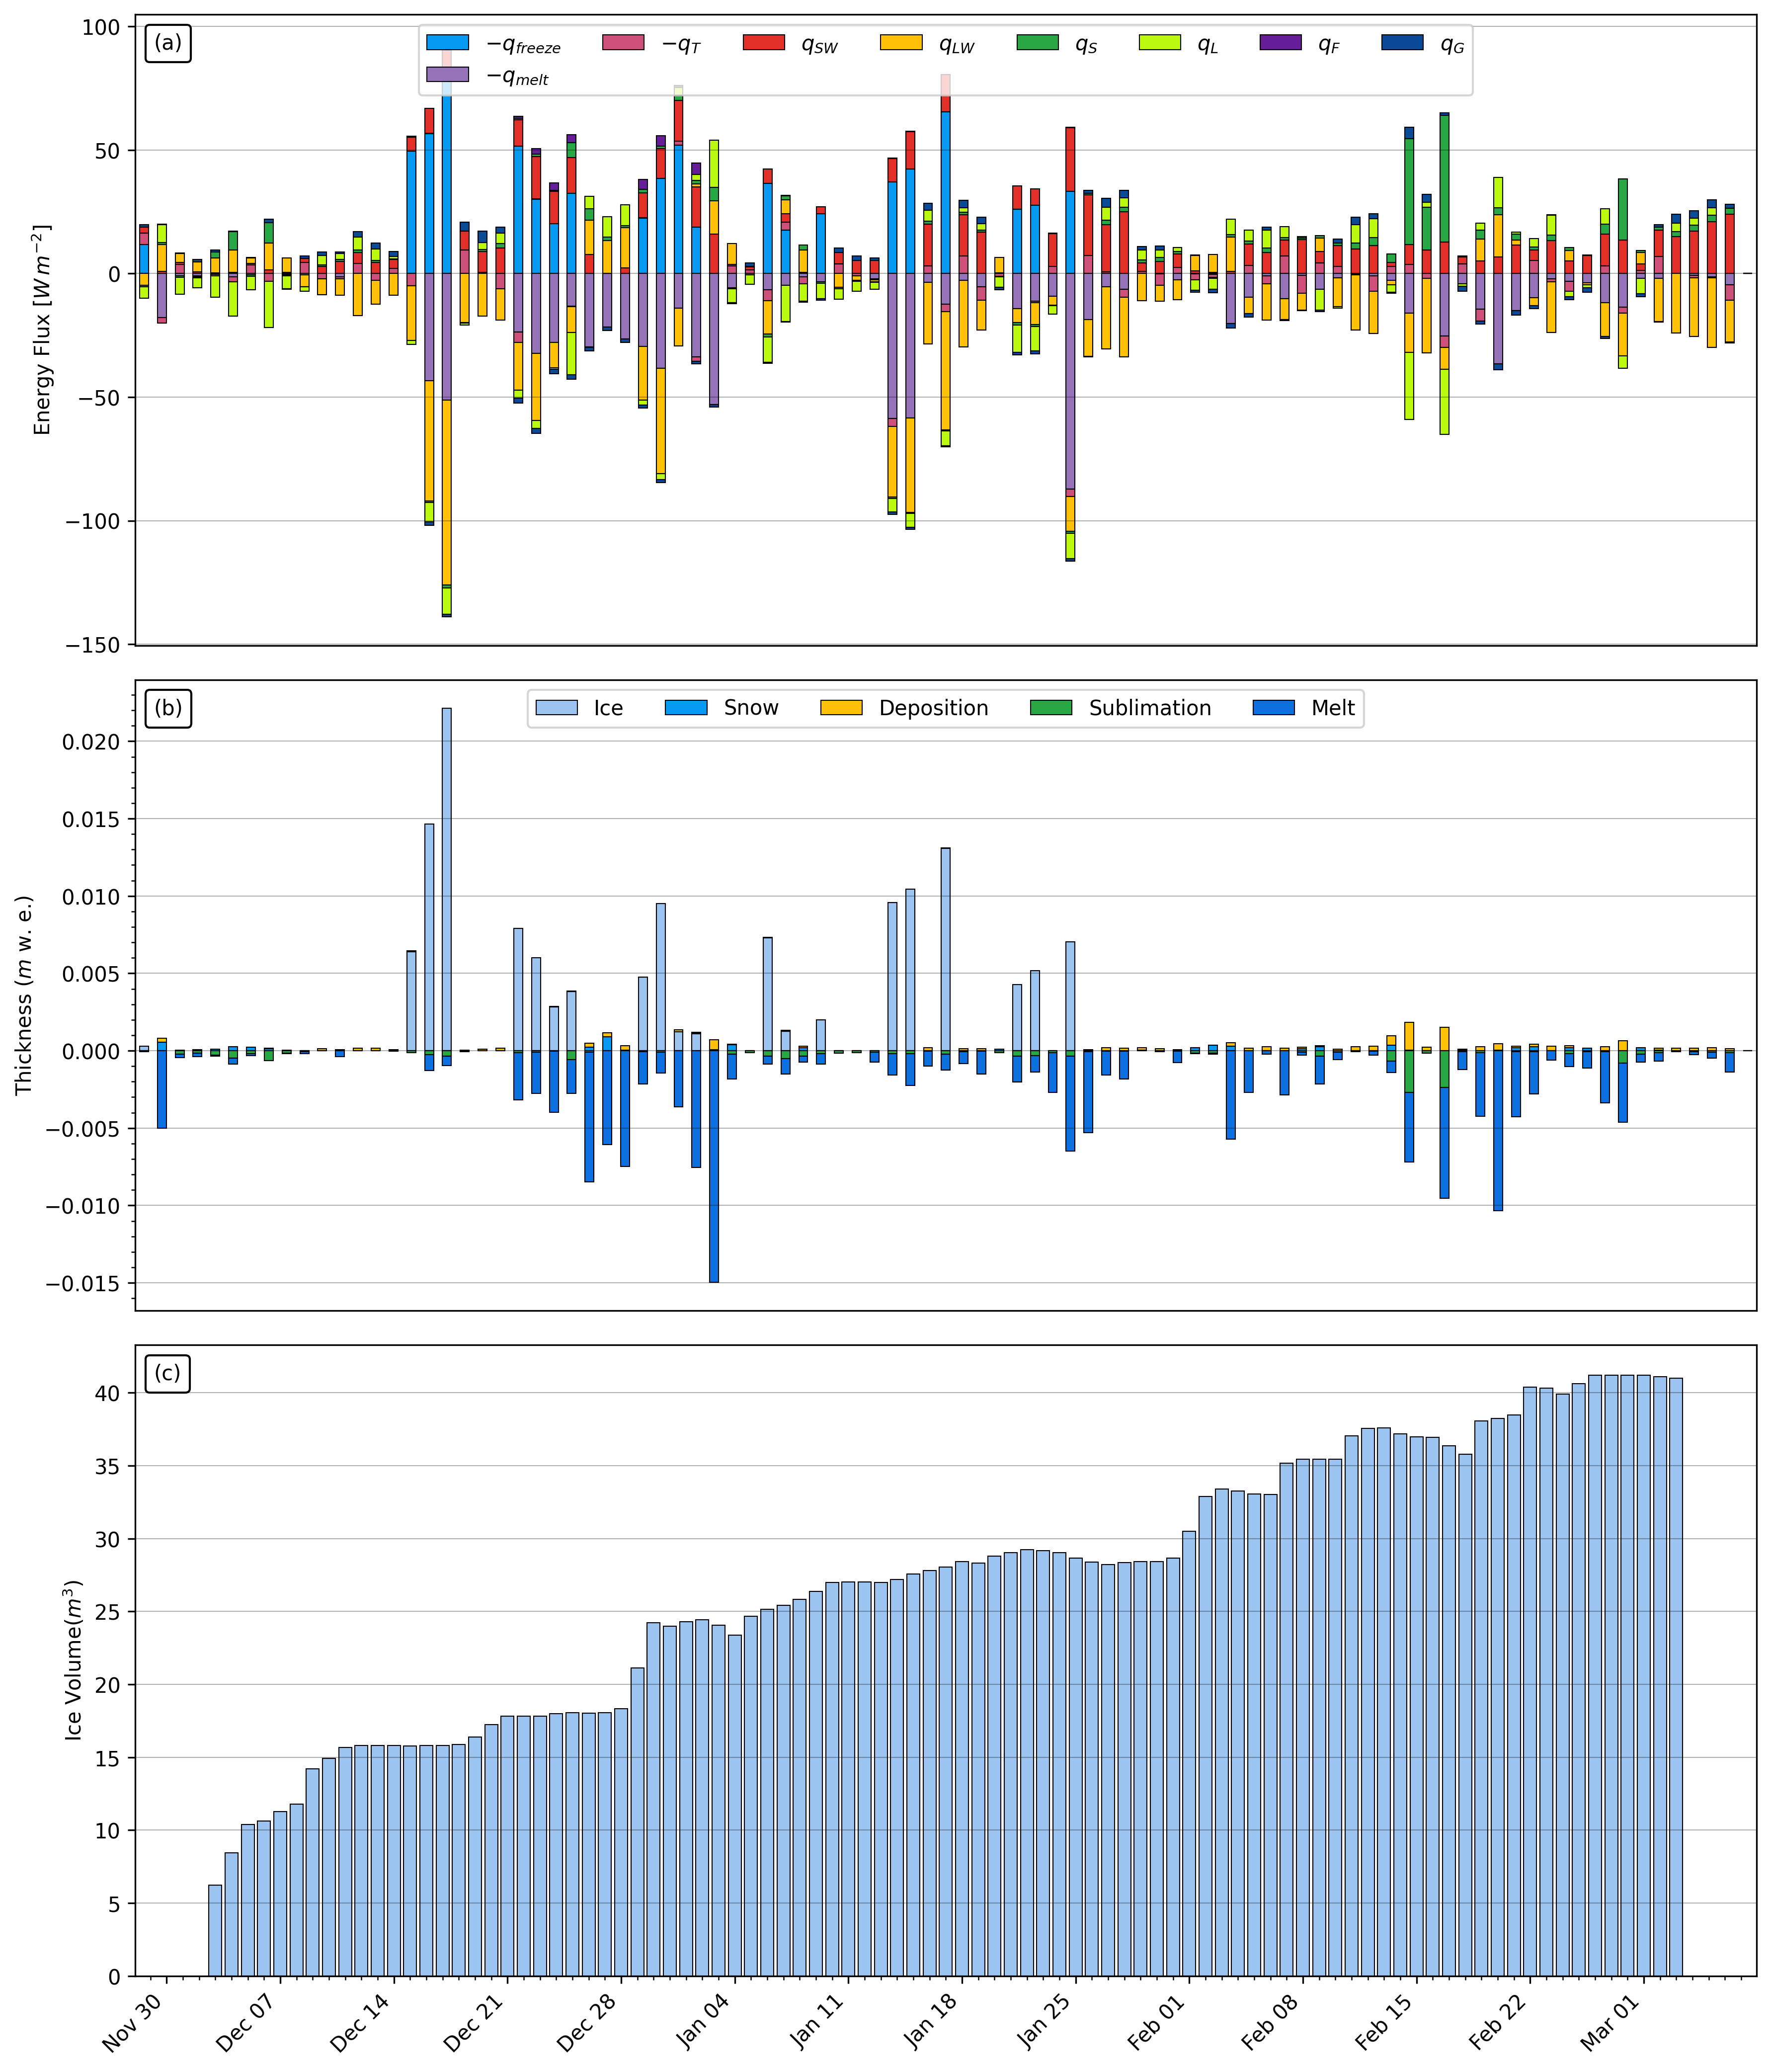 (a)
−q_freeze −q_T q_SW q_LW q_S q_L q_F q_G
−q_melt
100
50
0
−50
−100
−150
Energy Flux [W m⁻²]
(b)
Ice Snow Deposition Sublimation Melt
0.020
0.015
0.010
0.005
0.000
−0.005
−0.010
−0.015
Thickness (m w. e.)
(c)
40
35
30
25
20
15
10
5
0
Ice Volume(m³)
Nov 30 Dec 07 Dec 14 Dec 21 Dec 28 Jan 04 Jan 11 Jan 18 Jan 25 Feb 01 Feb 08 Feb 15 Feb 22 Mar 01